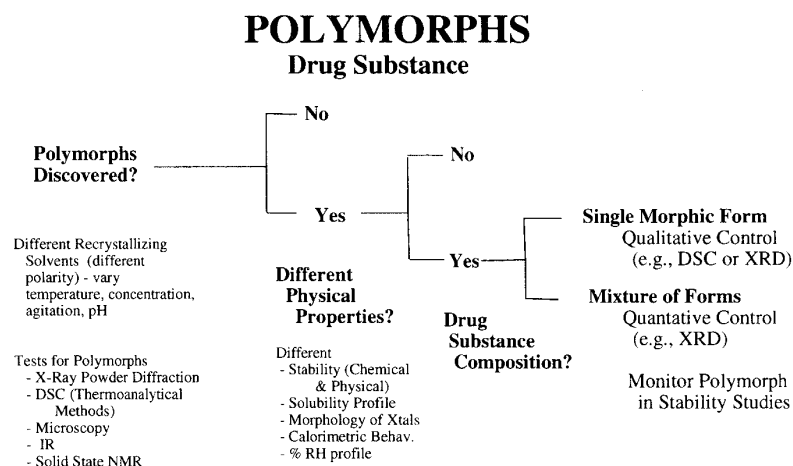 POLYMORPHS
Drug Substance
No
Polymorphs
Discovered?
No
Yes
Single Morphic Form
Qualitative Control
(e.g., DSC or XRD)
Yes
Different Recrystallizing
Solvents (different
polarity) - vary
temperature, concentration,
agitation, pH
Different
Physical
Properties?
Mixture of Forms
Quantative Control
(e.g., XRD)
Drug
Substance
Composition?
Monitor Polymorph
in Stability Studies
Tests for Polymorphs
- X-Ray Powder Diffraction
- DSC (Thermoanalytical
Methods)
- Microscopy
- IR
- Solid State NMR
Different
- Stability (Chemical
& Physical)
- Solubility Profile
- Morphology of Xtals
- Calorimetric Behav.
- % RH profile